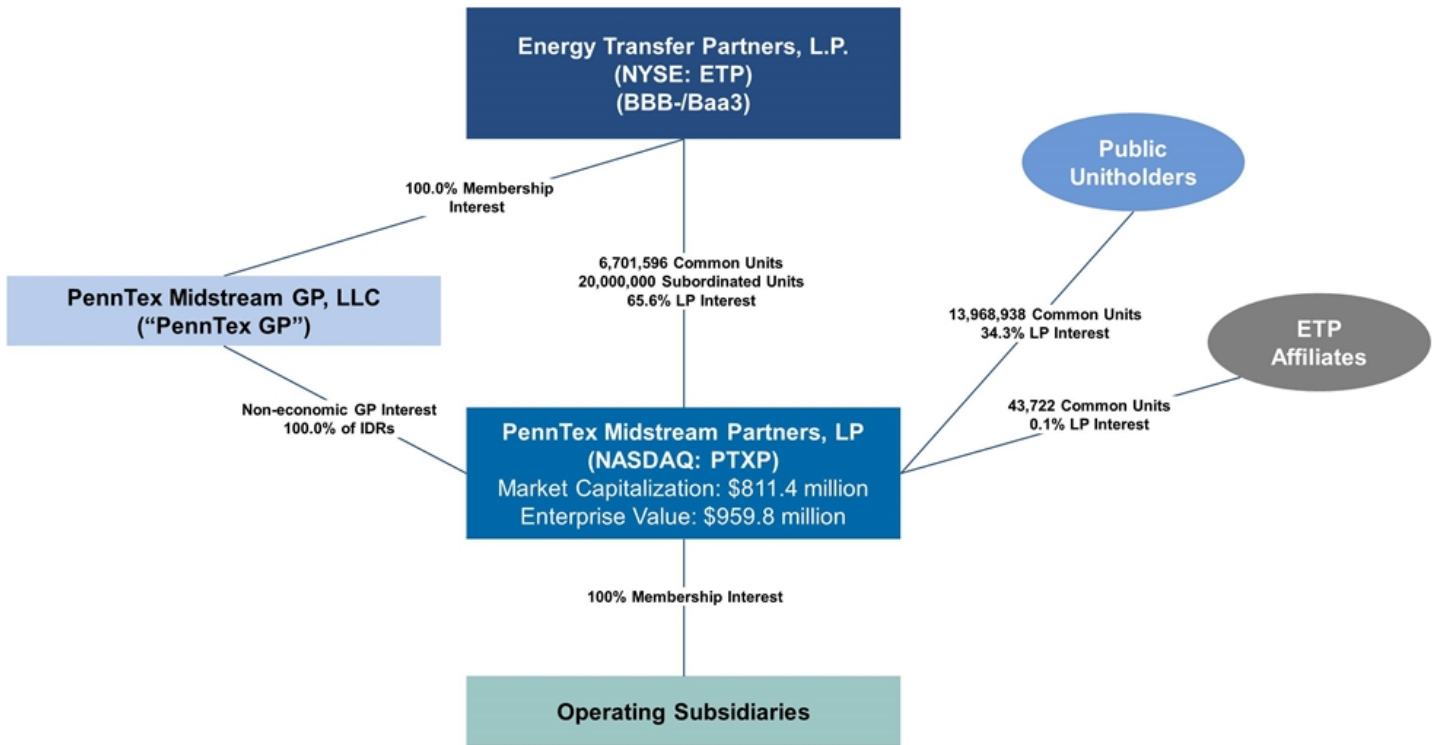 Energy Transfer Partners, L.P.
(NYSE: ETP)
(BBB-/Baa3)
Public
Unitholders
100.0% Membership
Interest
6,701,596 Common Units
20,000,000 Subordinated Units
65.6% LP Interest
PennTex Midstream GP, LLC
(“PennTex GP”)
13,968,938 Common Units
34.3% LP Interest
ETP
Affiliates
Non-economic GP Interest
100.0% of IDRs
43,722 Common Units
0.1% LP Interest
PennTex Midstream Partners, LP
(NASDAQ: PTXP)
Market Capitalization: $811.4 million
Enterprise Value: $959.8 million
100% Membership Interest
Operating Subsidiaries